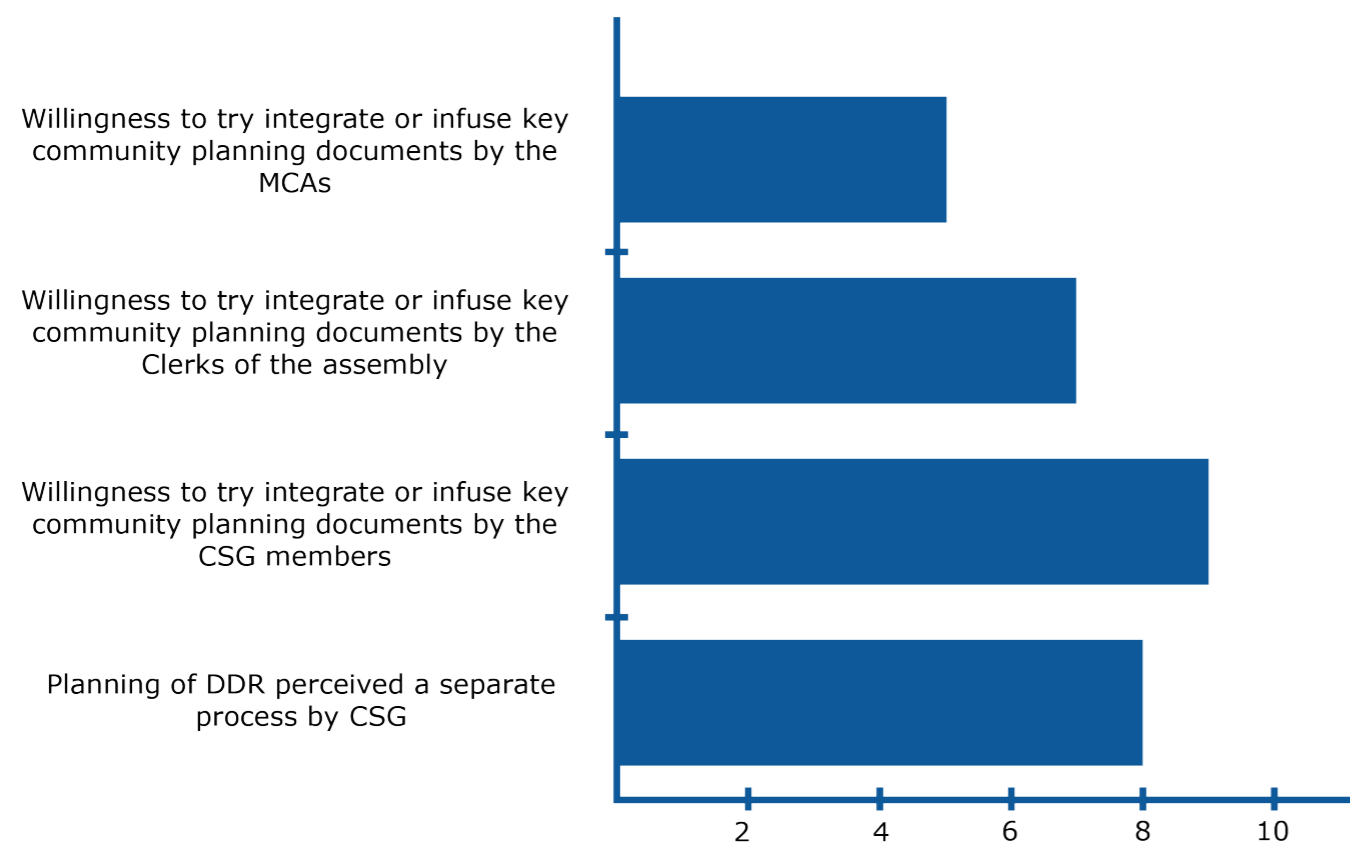 Willingness to try integrate or infuse key
community planning documents by the
MCAs
Willingness to try integrate or infuse key
community planning documents by the
Clerks of the assembly
Willingness to try integrate or infuse key
community planning documents by the
CSG members
Planning of DDR perceived a separate
process by CSG
2 4 6 8 10